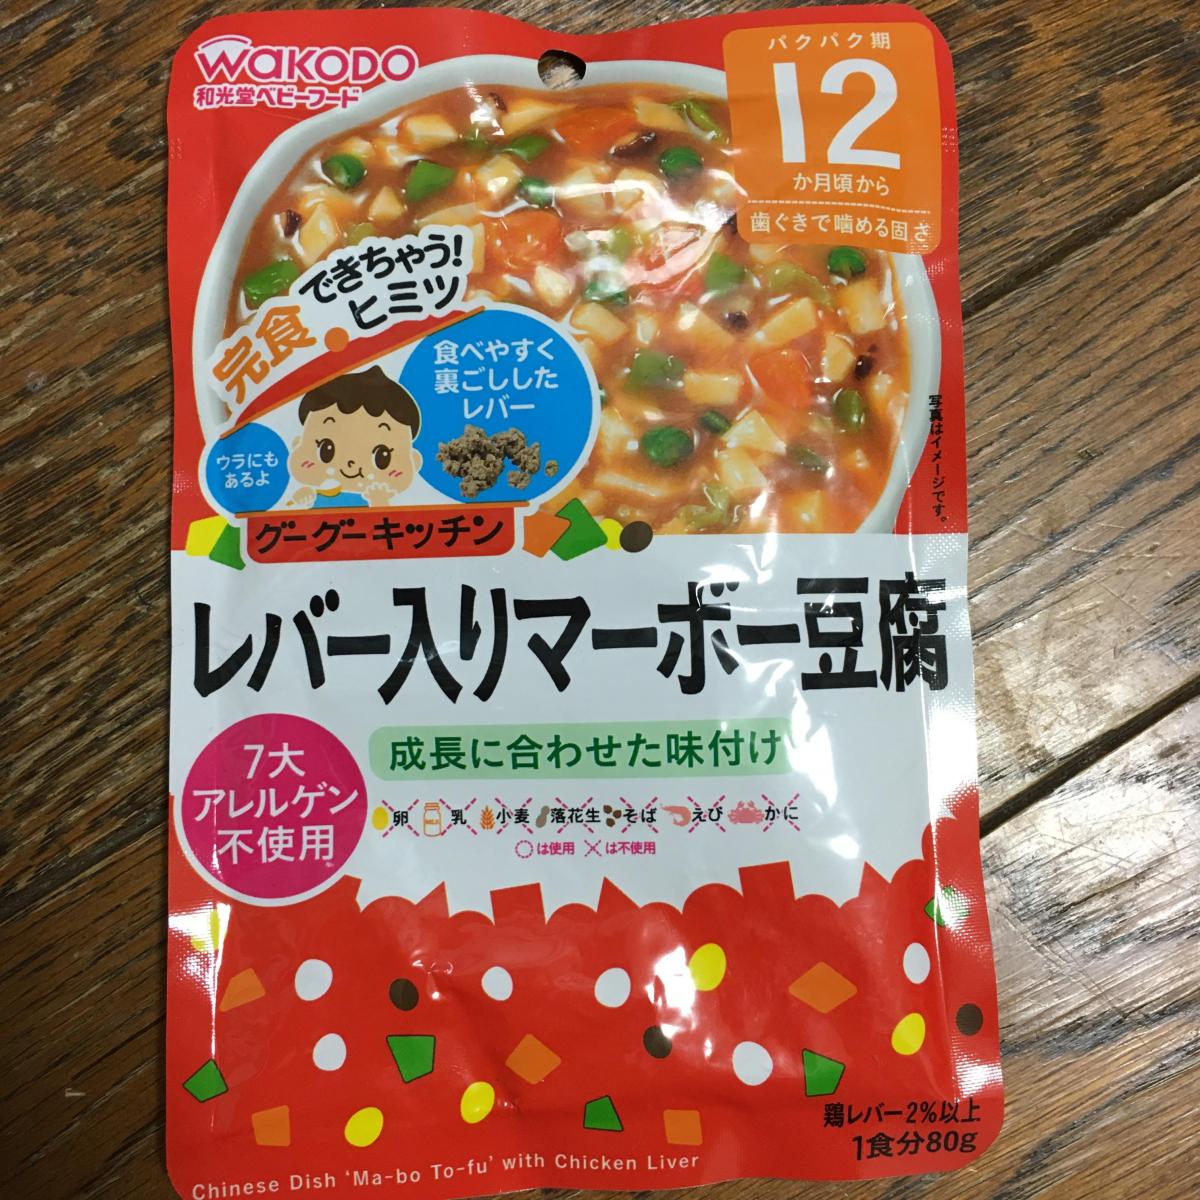 WaKODO
和光堂ベビーフード
パクパク期
12
か月頃から
歯ぐきで噛める固さ
完食できちゃう!
ヒミツ
食べやすく
裏ごしした
レバー
ウラにも
あるよ
写真はイメージです。
グーグーキッチン
レバー入りマーボー豆腐
7大
アレルゲン
不使用
成長に合わせた味付け
卵 MILK 乳 小麦 落花生 そば えび かに
は使用 は不使用
鶏レバー2%以上
1食分80g
Chinese Dish 'Ma-bo To-fu' with Chicken Liver